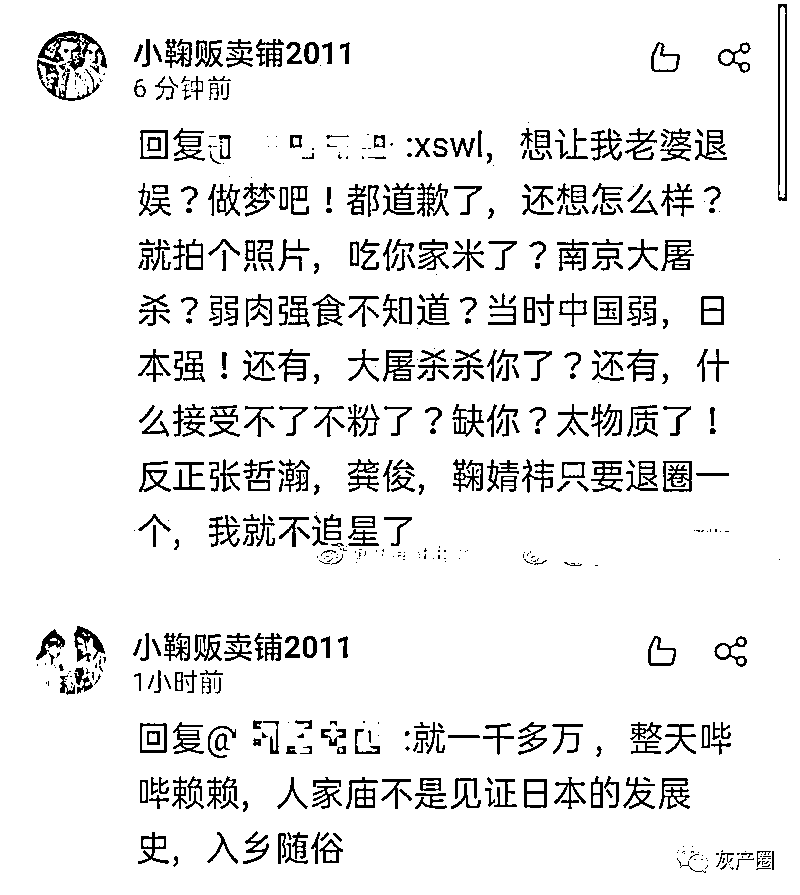 小鞠贩卖铺2011
6 分钟前
回复 :xswl，想让我老婆退
娱？做梦吧！都道歉了，还想怎么样？
就拍个照片，吃你家米了？南京大屠
杀？弱肉强食不知道？当时中国弱，日
本强！还有，大屠杀杀你了？还有，什
么接受不了不粉了？缺你？太物质了！
反正张哲瀚，龚俊，鞠婧祎只要退圈一
个，我就不追星了
小鞠贩卖铺2011
1小时前
回复@ :就一千多万，整天哔
哔赖赖，人家庙不是见证日本的发展
史，入乡随俗
灰产圈